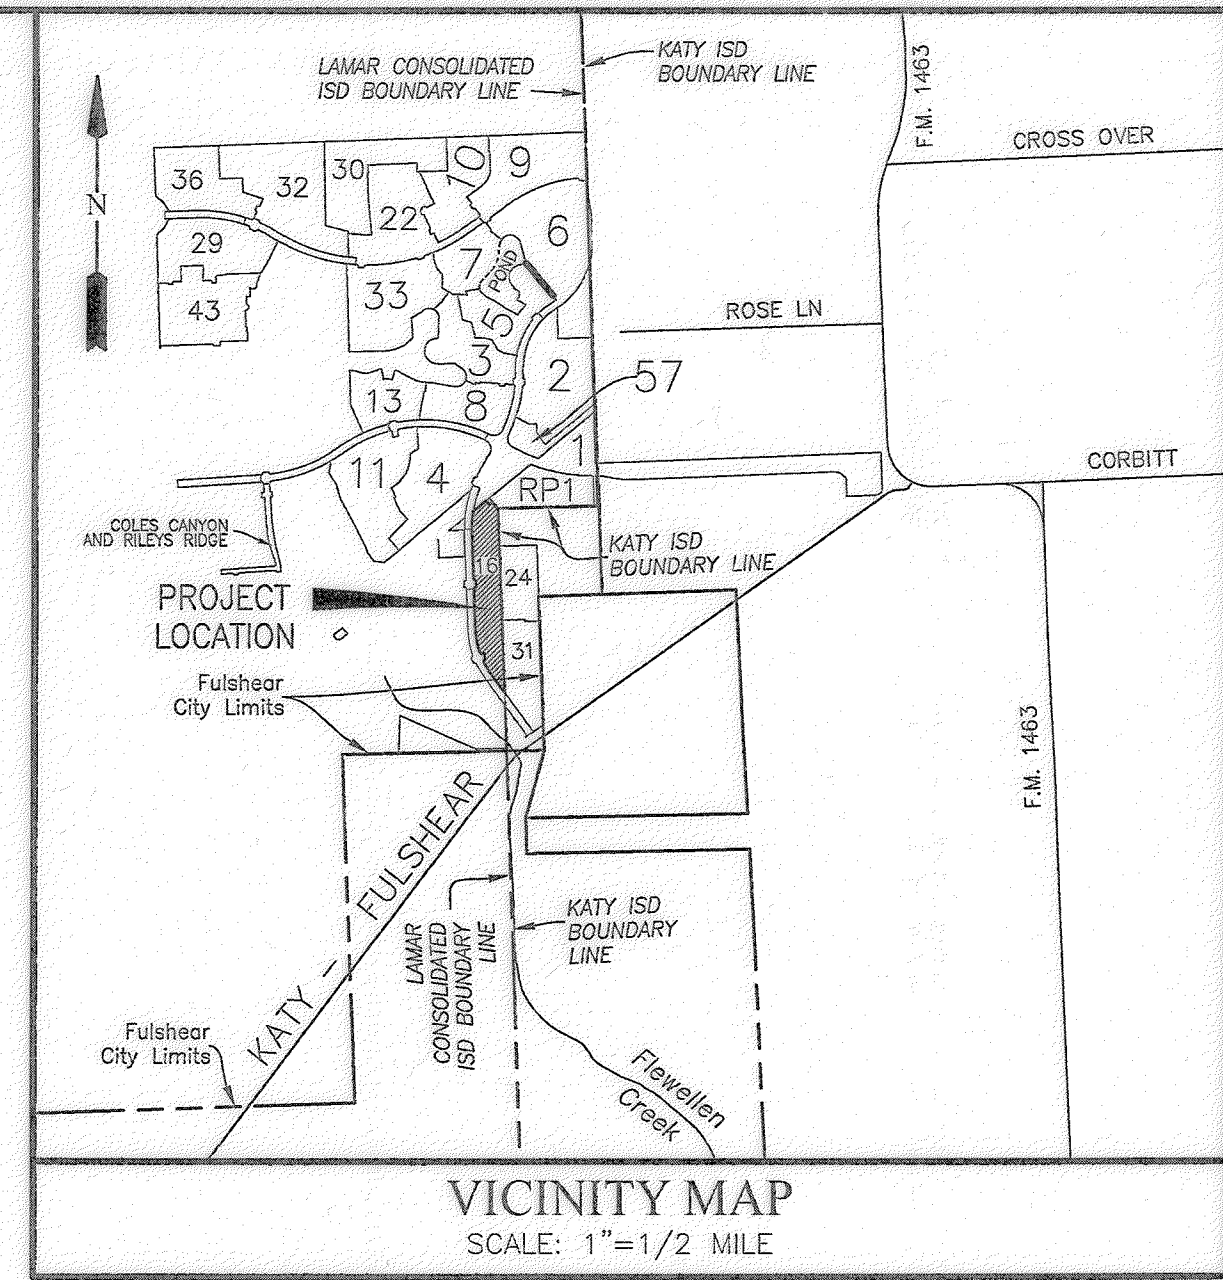 LAMAR CONSOLIDATED
ISD BOUNDARY LINE
KATY ISD
BOUNDARY LINE
F.M. 1463
CROSS OVER
N
36
32
30
10
9
22
6
29
7
POND
33
43
5
ROSE LN
3
2
57
13
8
1
11
4
RP1
CORBITT
COLES CANYON
AND RILEYS RIDGE
KATY ISD
BOUNDARY LINE
16
24
PROJECT
LOCATION
31
Fulshear
City Limits
F.M. 1463
KATY - FULSHEAR
LAMAR
CONSOLIDATED
ISD BOUNDARY
LINE
KATY ISD
BOUNDARY
LINE
Fulshear
City Limits
Flewellen
Creek
VICINITY MAP
SCALE: 1"=1/2 MILE